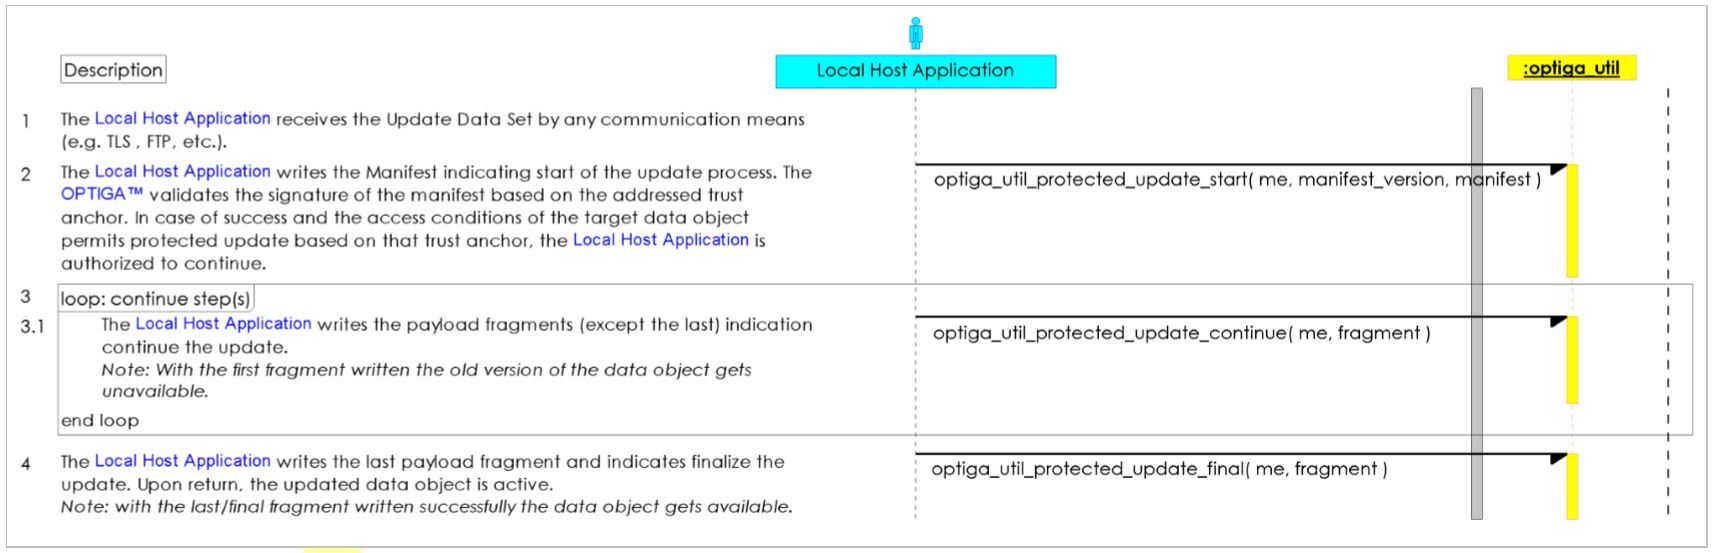 Description
Local Host Application
:optiga_util
1 The Local Host Application receives the Update Data Set by any communication means
(e.g. TLS , FTP, etc.).
2 The Local Host Application writes the Manifest indicating start of the update process. The
OPTIGA™ validates the signature of the manifest based on the addressed trust
anchor. In case of success and the access conditions of the target data object
permits protected update based on that trust anchor, the Local Host Application is
authorized to continue.
optiga_util_protected_update_start( me, manifest_version, manifest )
3 loop: continue step(s)
3.1 The Local Host Application writes the payload fragments (except the last) indication
continue the update.
Note: With the first fragment written the old version of the data object gets
unavailable.
optiga_util_protected_update_continue( me, fragment )
end loop
4 The Local Host Application writes the last payload fragment and indicates finalize the
update. Upon return, the updated data object is active.
Note: with the last/final fragment written successfully the data object gets available.
optiga_util_protected_update_final( me, fragment )